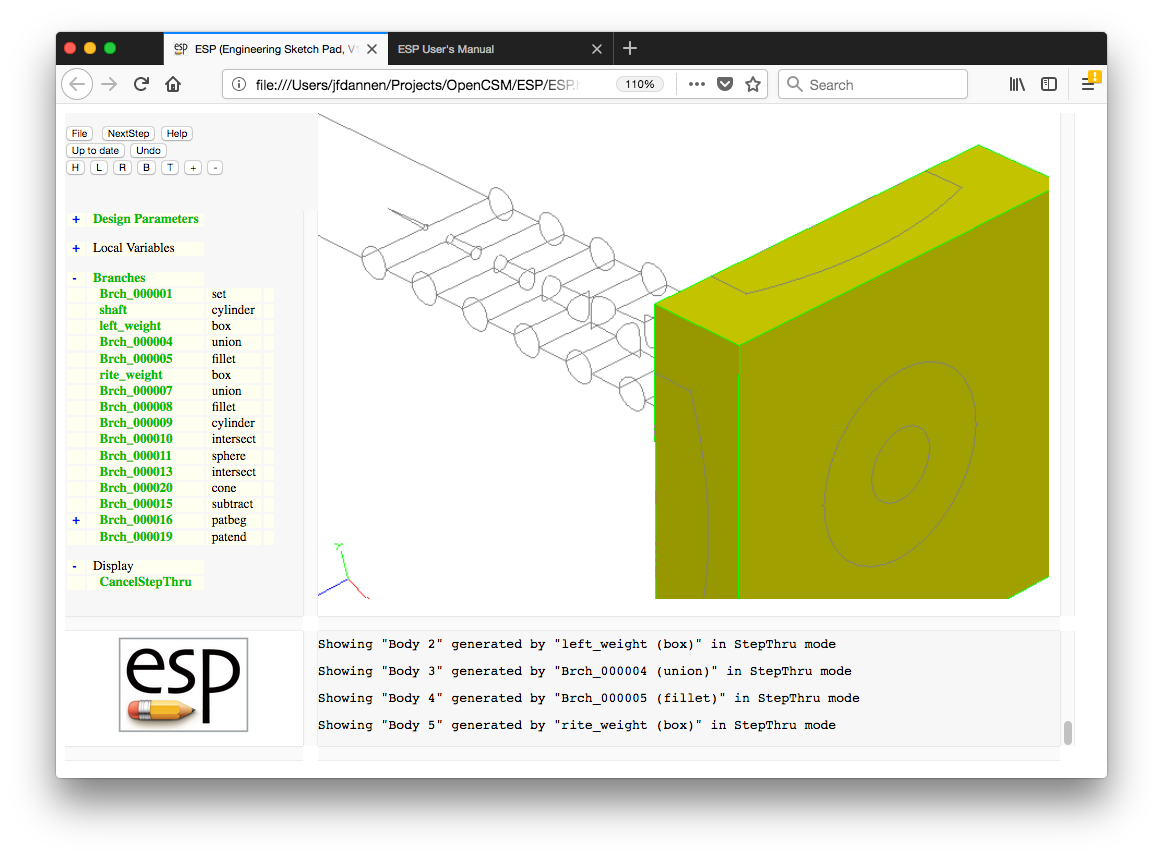 esp ESP (Engineering Sketch Pad, V1
ESP User's Manual
file:///Users/jfdannen/Projects/OpenCSM/ESP/ESP.
110%
Search
File NextStep Help
Up to date Undo
H L R B T + -
+ Design Parameters
+ Local Variables
- Branches
Brch_000001 set
shaft cylinder
left_weight box
Brch_000004 union
Brch_000005 fillet
rite_weight box
Brch_000007 union
Brch_000008 fillet
Brch_000009 cylinder
Brch_000010 intersect
Brch_000011 sphere
Brch_000013 intersect
Brch_000020 cone
Brch_000015 subtract
+ Brch_000016 patbeg
Brch_000019 patend
- Display
CancelStepThru
esp
Showing "Body 2" generated by "left_weight (box)" in StepThru mode
Showing "Body 3" generated by "Brch_000004 (union)" in StepThru mode
Showing "Body 4" generated by "Brch_000005 (fillet)" in StepThru mode
Showing "Body 5" generated by "rite_weight (box)" in StepThru mode